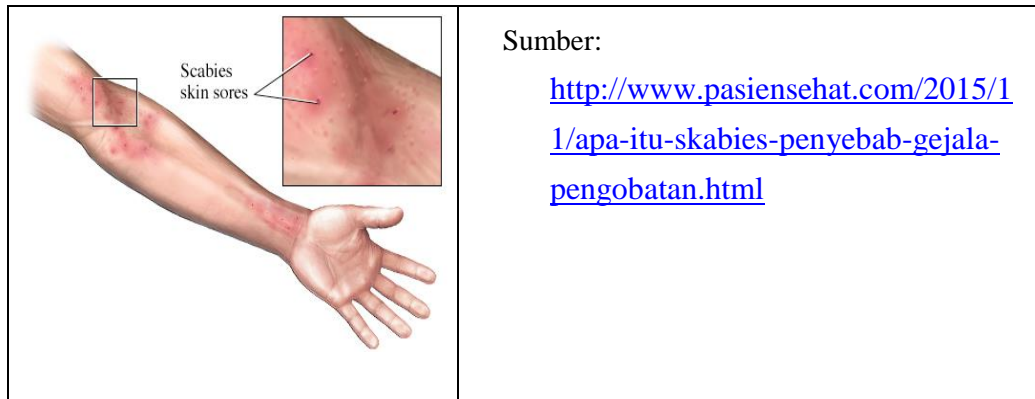 Scabies
skin sores
Sumber:
http://www.pasiensehat.com/2015/1
1/apa-itu-skabies-penyebab-gejala-
pengobatan.html